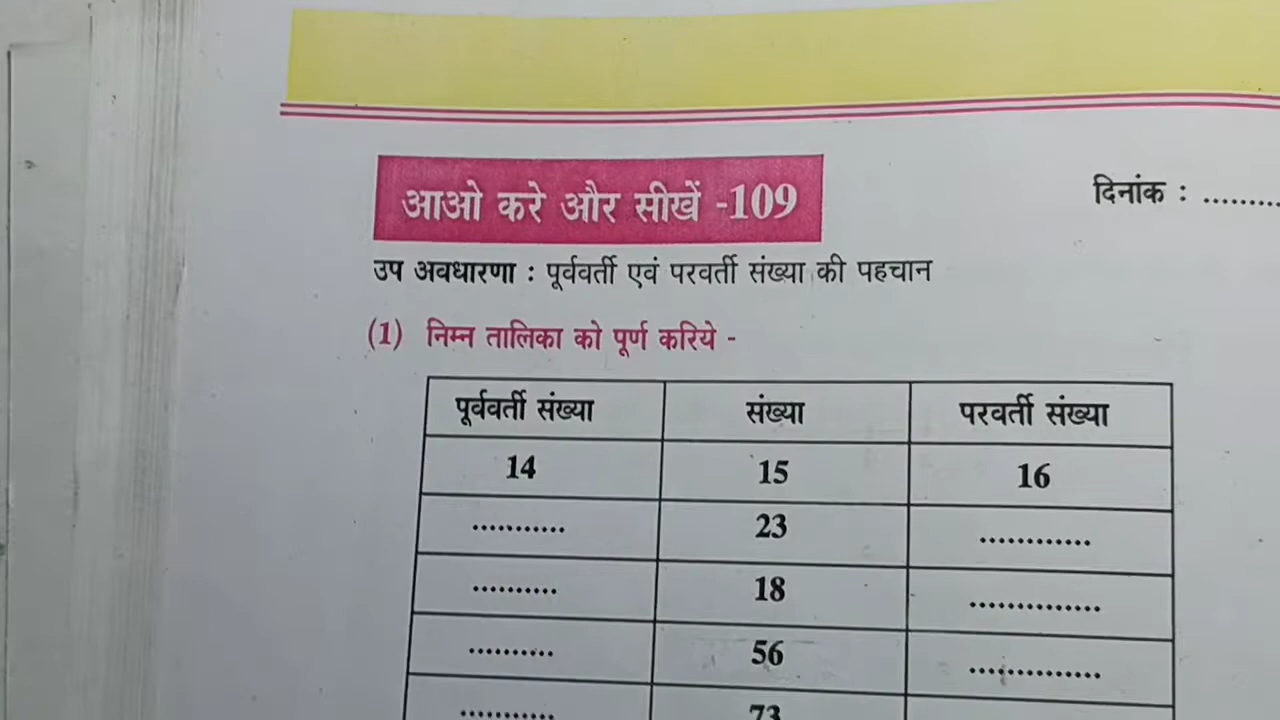 आओ करे और सीखें -109
दिनांक : .........
उप अवधारणा : पूर्ववर्ती एवं परवर्ती संख्या की पहचान
(1) निम्न तालिका को पूर्ण करिये -
पूर्ववर्ती संख्या संख्या परवर्ती संख्या
14 15 16
........... 23 ............
.......... 18 ..............
.......... 56 ..............
........... 73